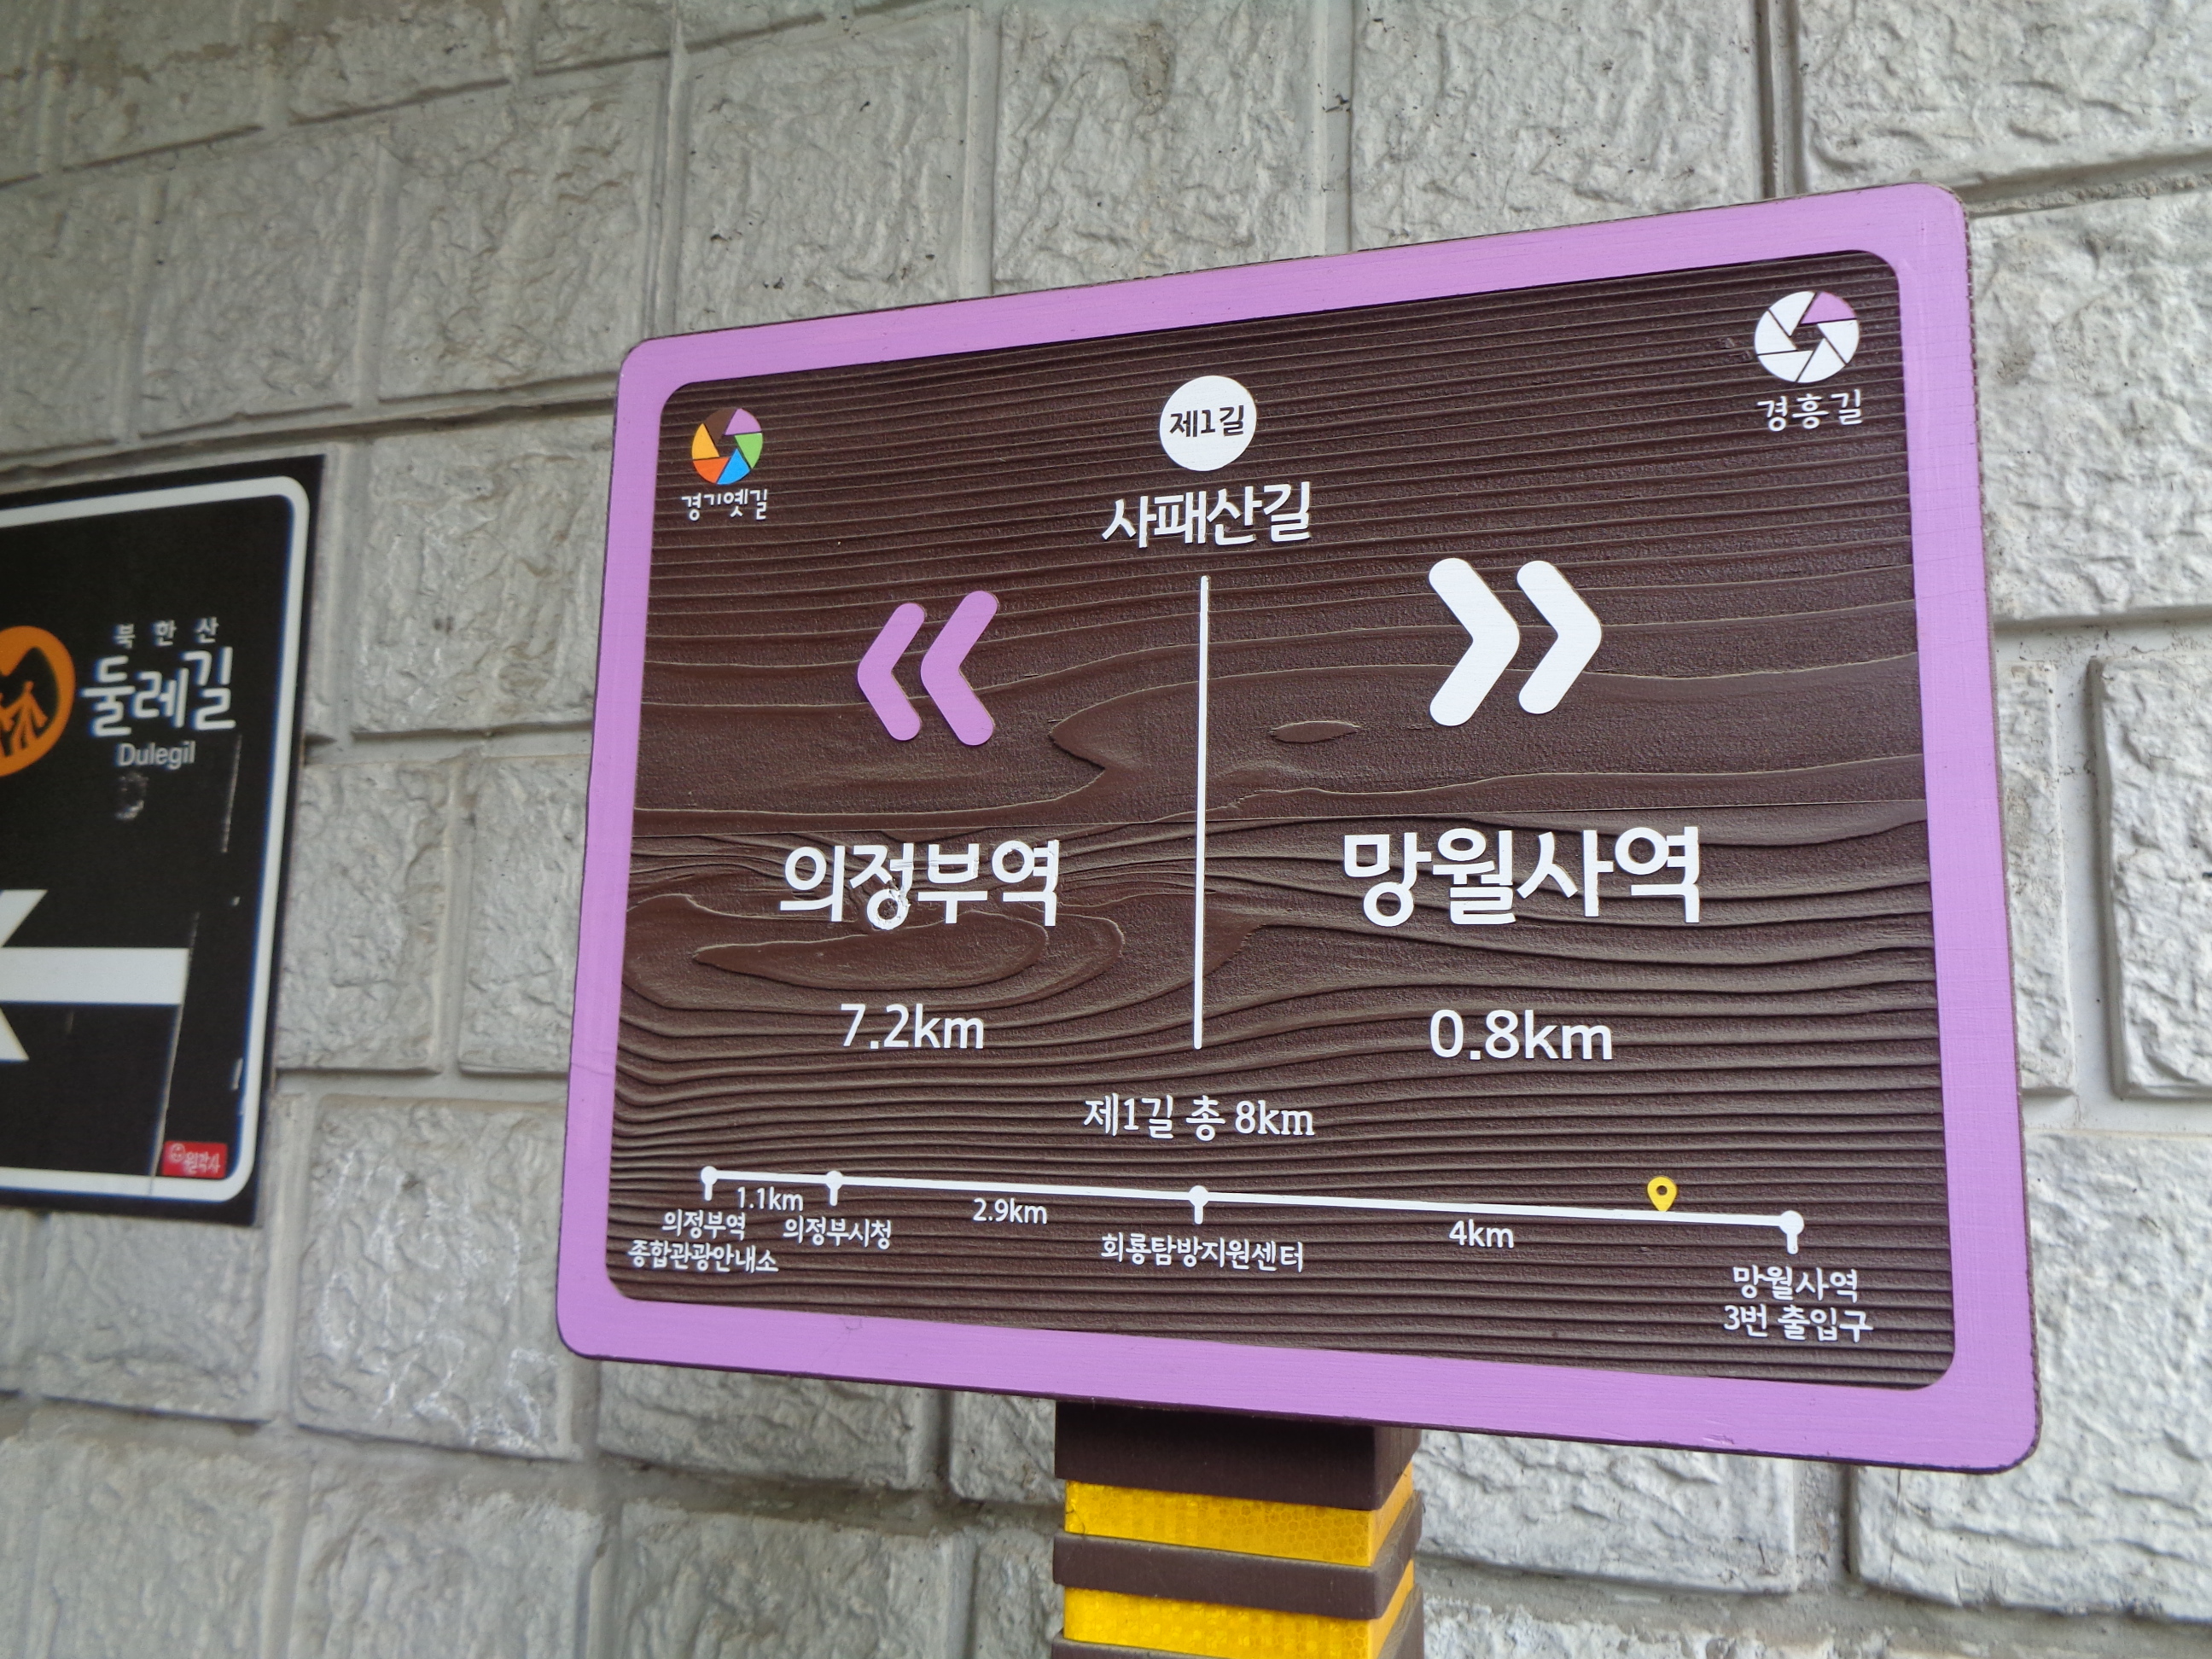 북한산
둘레길
Dulegil
원각사
경기옛길
제1길
사패산길
경흥길
의정부역
7.2km
망월사역
0.8km
제1길 총 8km
1.1km
2.9km
4km
의정부역
종합관광안내소
의정부시청
회룡탐방지원센터
망월사역
3번 출입구